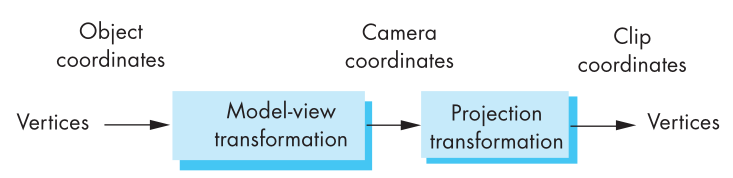 Object
coordinates
Camera
coordinates
Clip
coordinates
Vertices
Model-view
transformation
Projection
transformation
Vertices